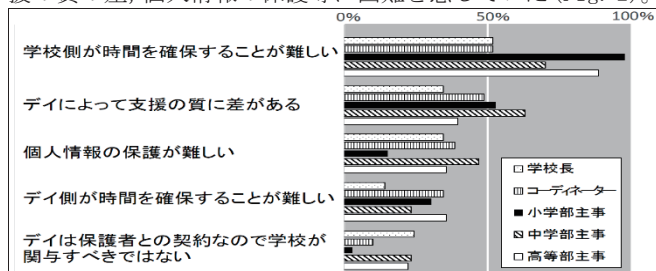 0% 50% 100%
学校側が時間を確保することが難しい
デイによって支援の質に差がある
個人情報の保護が難しい
デイ側が時間を確保することが難しい
デイは保護者との契約なので学校が
関与すべきではない
学校長
コーディネーター
小学部主事
中学部主事
高等部主事